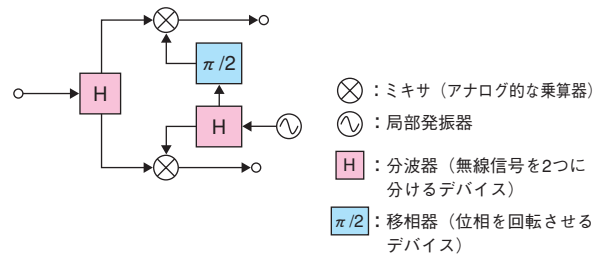 π/2
H
H
：ミキサ（アナログ的な乗算器）
：局部発振器
H ：分波器（無線信号を2つに
分けるデバイス）
π/2 ：移相器（位相を回転させる
デバイス）